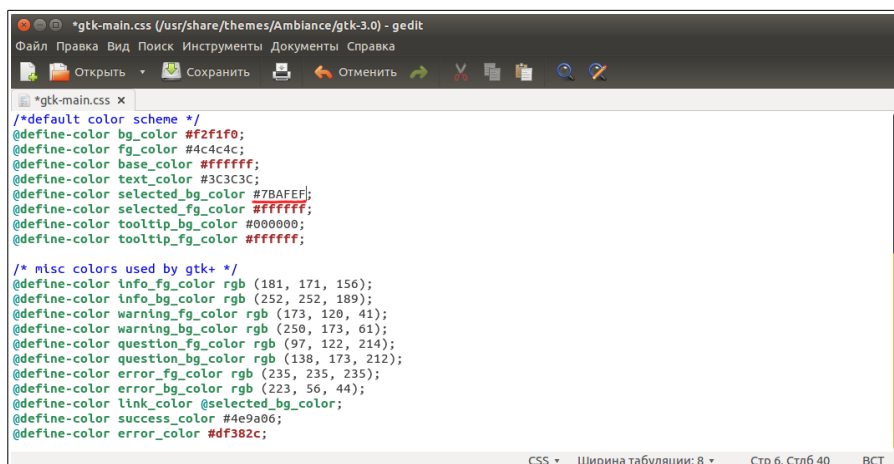 *gtk-main.css (/usr/share/themes/Ambiance/gtk-3.0) - gedit
Файл Правка Вид Поиск Инструменты Документы Справка
Открыть Сохранить Отменить
*gtk-main.css ×
/*default color scheme */
@define-color bg_color #f2f1f0;
@define-color fg_color #4c4c4c;
@define-color base_color #ffffff;
@define-color text_color #3C3C3C;
@define-color selected_bg_color #7BAFEF;
@define-color selected_fg_color #ffffff;
@define-color tooltip_bg_color #000000;
@define-color tooltip_fg_color #ffffff;
/* misc colors used by gtk+ */
@define-color info_fg_color rgb (181, 171, 156);
@define-color info_bg_color rgb (252, 252, 189);
@define-color warning_fg_color rgb (173, 120, 41);
@define-color warning_bg_color rgb (250, 173, 61);
@define-color question_fg_color rgb (97, 122, 214);
@define-color question_bg_color rgb (138, 173, 212);
@define-color error_fg_color rgb (235, 235, 235);
@define-color error_bg_color rgb (223, 56, 44);
@define-color link_color @selected_bg_color;
@define-color success_color #4e9a06;
@define-color error_color #df382c;
CSS Ширина табуляции: 8 Стр 6, Стлб 40 ВСТ